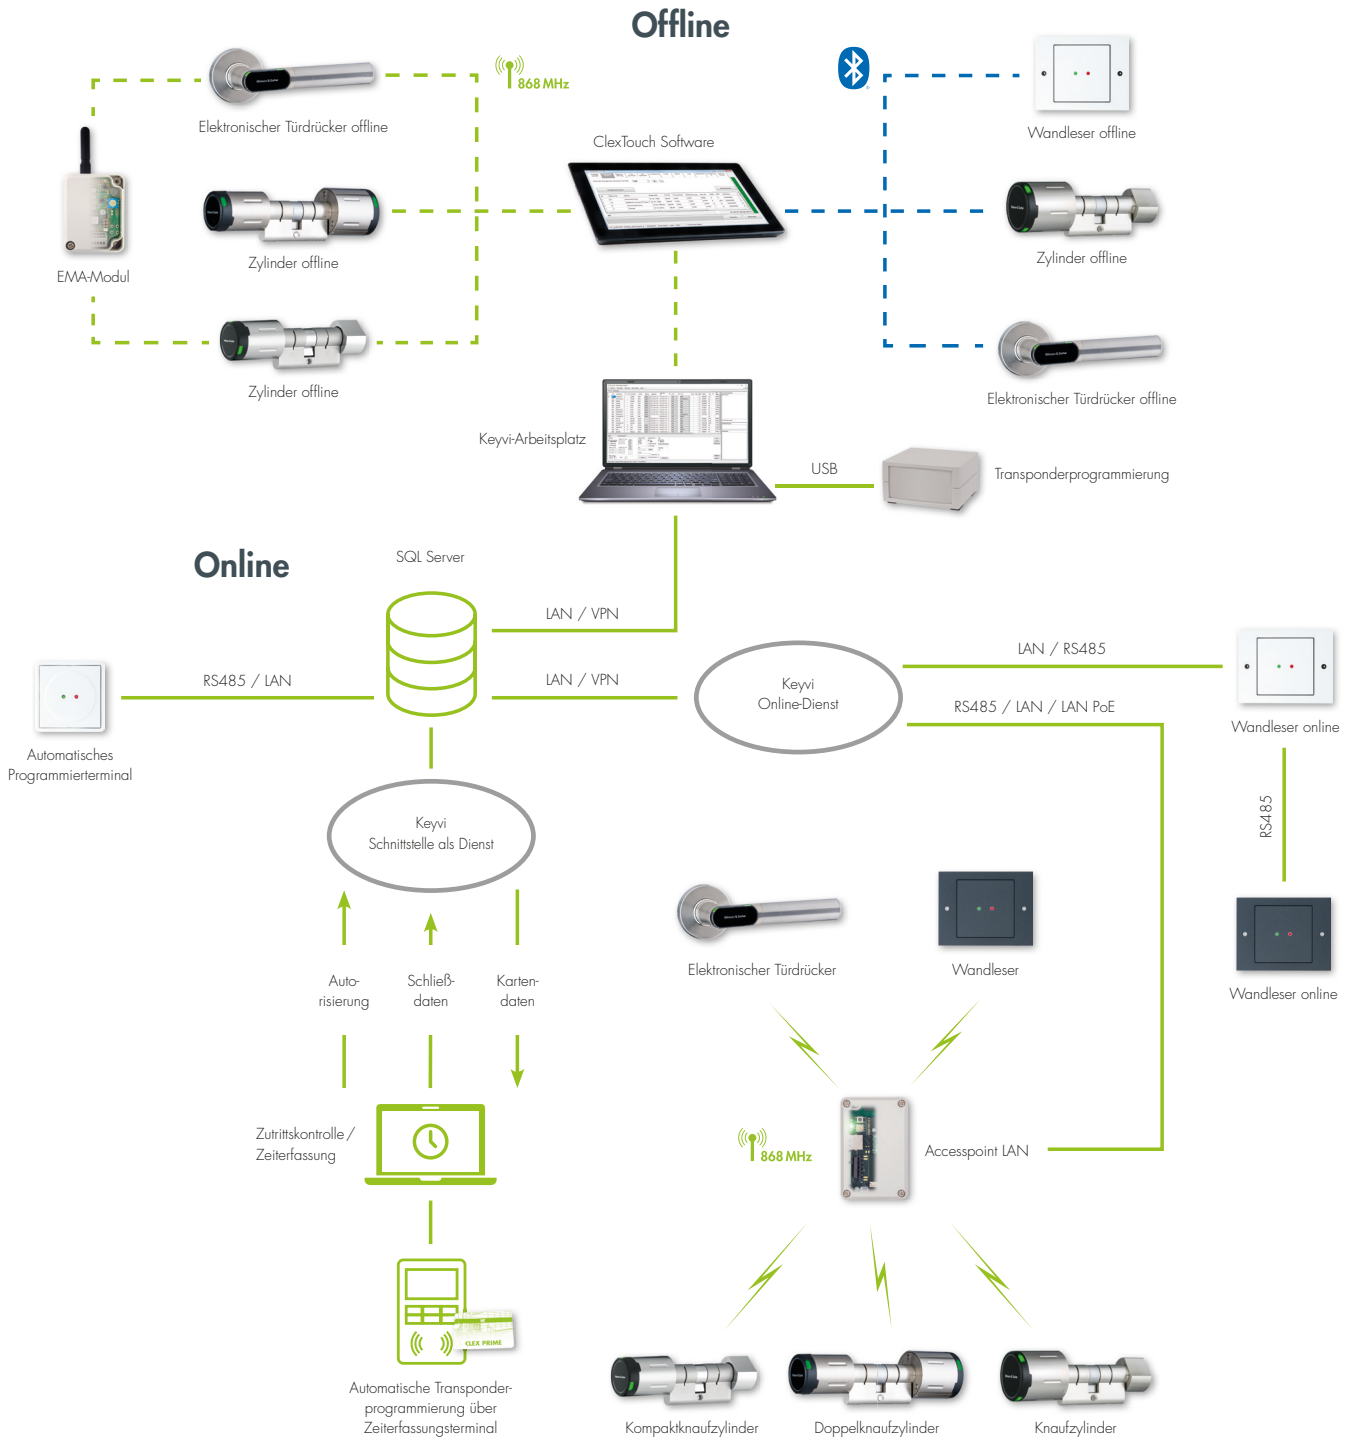 Offline
868 MHz
Elektronischer Türdrücker offline
ClexTouch Software
Wandleser offline
EMA-Modul
Zylinder offline
Zylinder offline
Zylinder offline
Elektronischer Türdrücker offline
Keyvi-Arbeitsplatz
USB
Transponderprogrammierung
Online
SQL Server
LAN / VPN
RS485 / LAN
LAN / VPN
Keyvi
Online-Dienst
LAN / RS485
RS485 / LAN / LAN PoE
Wandleser online
Automatisches
Programmierterminal
RS485
Keyvi
Schnittstelle als Dienst
Elektronischer Türdrücker
Wandleser
Wandleser online
Auto-
risierung
Schließ-
daten
Karten-
daten
Zutrittskontrolle /
Zeiterfassung
868 MHz
Accesspoint LAN
CLEX PRIME
Automatische Transponder-
programmierung über
Zeiterfassungsterminal
Kompaktknaufzylinder
Doppelknaufzylinder
Knaufzylinder